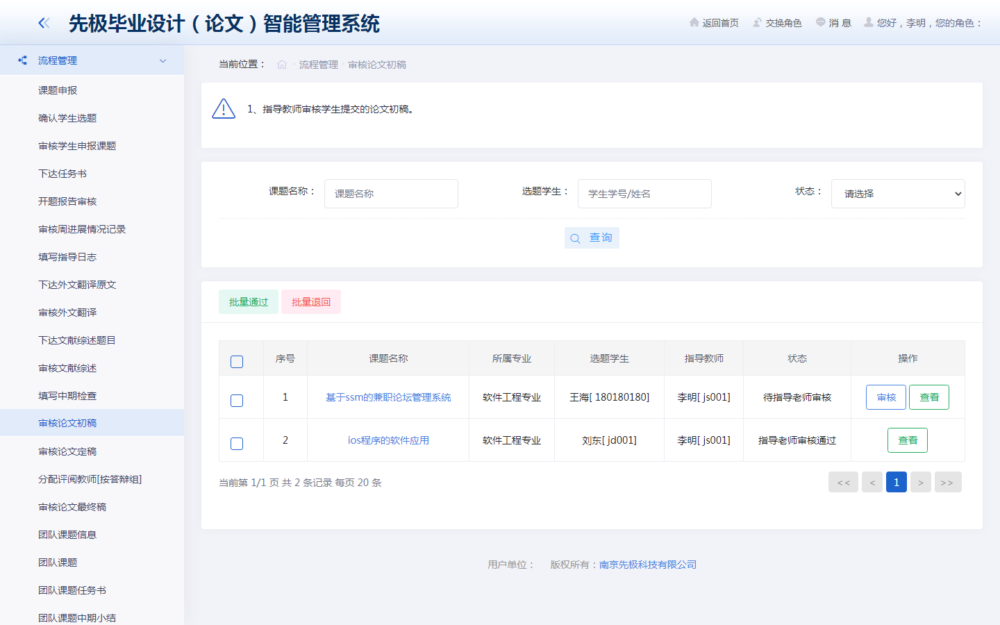 先极毕业设计（论文）智能管理系统
返回首页 交换角色 消 息 您好，李明，您的角色：
流程管理
课题申报
确认学生选题
审核学生申报课题
下达任务书
开题报告审核
审核周进展情况记录
填写指导日志
下达外文翻译原文
审核外文翻译
下达文献综述题目
审核文献综述
填写中期检查
审核论文初稿
审核论文定稿
分配评阅教师[按答辩组]
审核论文最终稿
团队课题信息
团队课题
团队课题任务书
团队课题中期小结
当前位置： 流程管理 审核论文初稿
1、指导教师审核学生提交的论文初稿。
课题名称： 课题名称 选题学生： 学生学号/姓名 状态： 请选择
查询
批量通过 批量退回
序号 课题名称 所属专业 选题学生 指导教师 状态 操作
1 基于ssm的兼职论坛管理系统 软件工程专业 王海[ 180180180] 李明[ js001] 待指导老师审核 审核 查看
2 ios程序的软件应用 软件工程专业 刘东[ jd001] 李明[ js001] 指导老师审核通过 查看
当前第 1/1 页 共 2 条记录 每页 20 条 << < 1 > >>
用户单位： 版权所有：南京先极科技有限公司